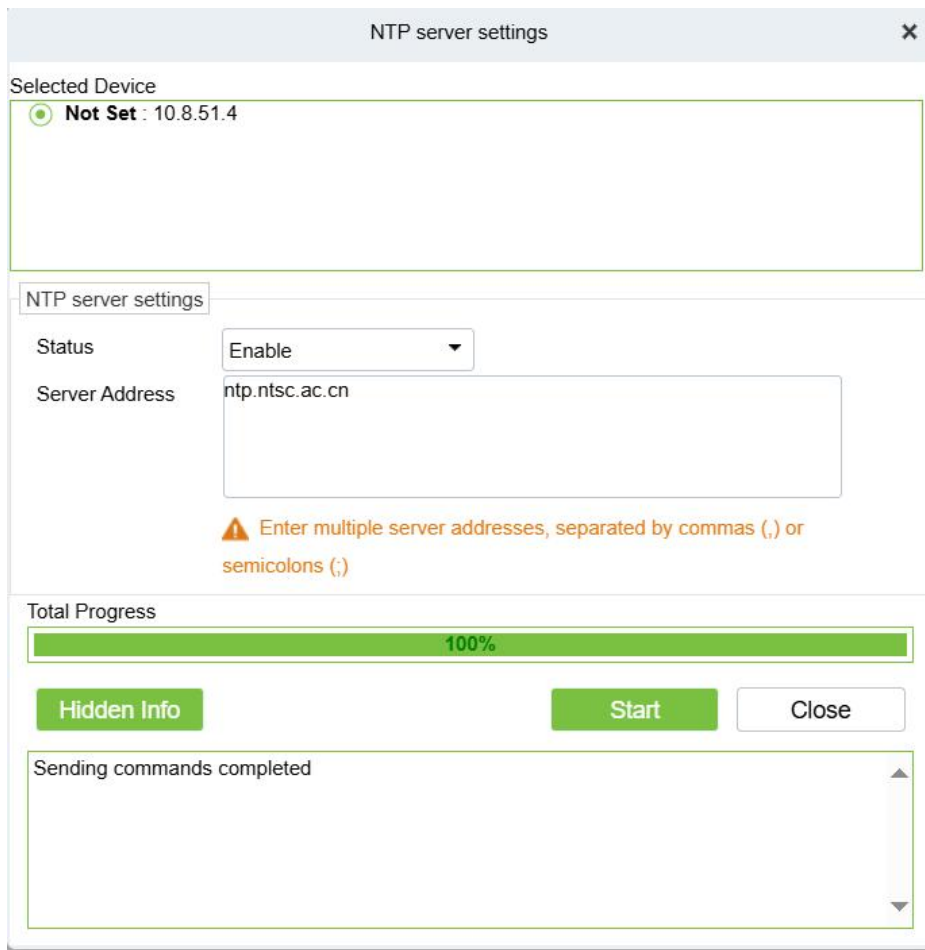 NTP server settings
Selected Device
Not Set : 10.8.51.4
NTP server settings
Status
Enable
Server Address
ntp.ntsc.ac.cn
Enter multiple server addresses, separated by commas (,) or
semicolons (;)
Total Progress
100%
Hidden Info
Start
Close
Sending commands completed